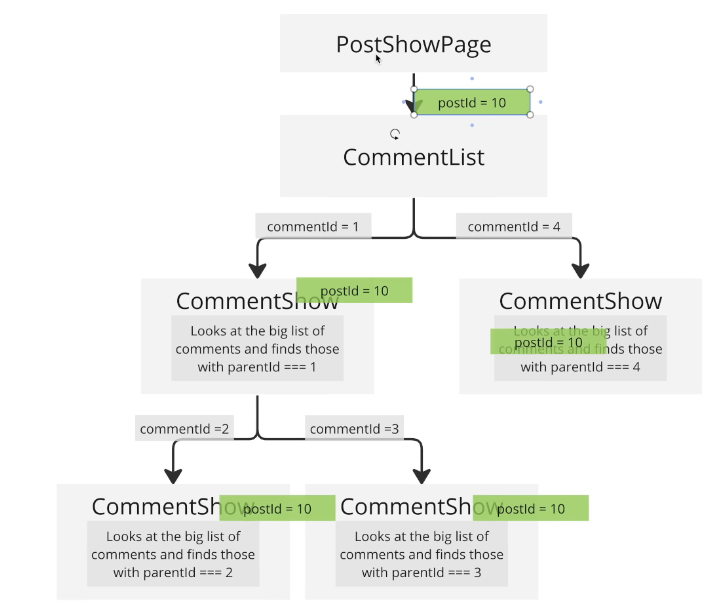 PostShowPage
postId = 10
CommentList
commentId = 1
commentId = 4
CommentShow
postId = 10
Looks at the big list of
comments and finds those
with parentId === 1
CommentShow
Looks at the big list of
postId = 10
comments and finds those
with parentId === 4
commentId =2
commentId =3
CommentShow
postId = 10
Looks at the big list of
comments and finds those
with parentId === 2
CommentShow
postId = 10
Looks at the big list of
comments and finds those
with parentId === 3